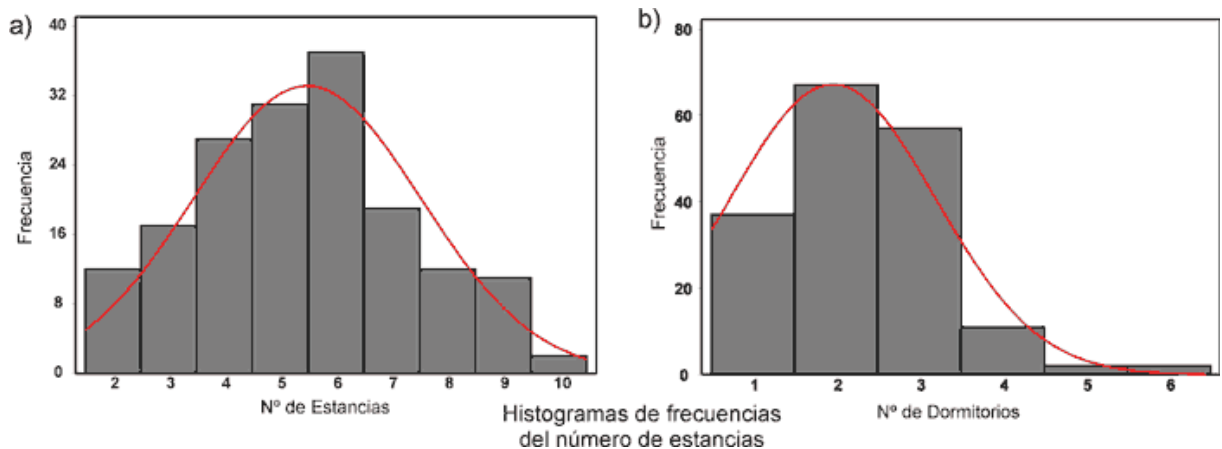 a)
40
32
24
16
8
0
Frecuencia
2 3 4 5 6 7 8 9 10
Nº de Estancias
b)
80
60
40
20
0
Frecuencia
1 2 3 4 5 6
Nº de Dormitorios
Histogramas de frecuencias
del número de estancias